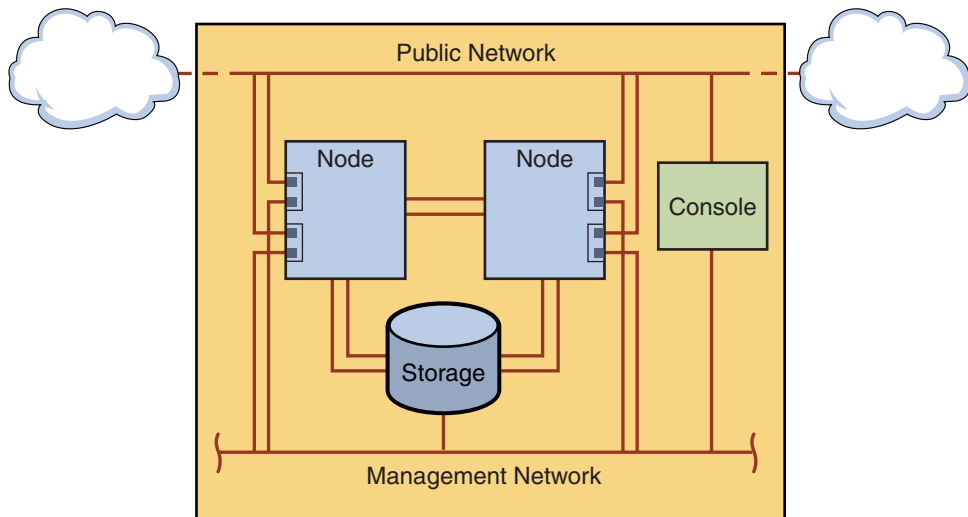 Public Network
Node
Node
Console
Storage
Management Network